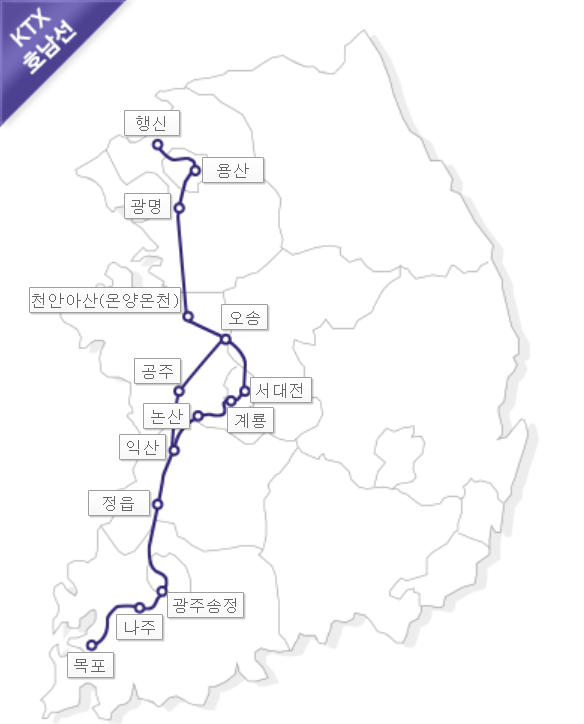 KTX
호남선
행신
용산
광명
천안아산(온양온천)
오송
공주
서대전
논산
계룡
익산
정읍
광주송정
나주
목포